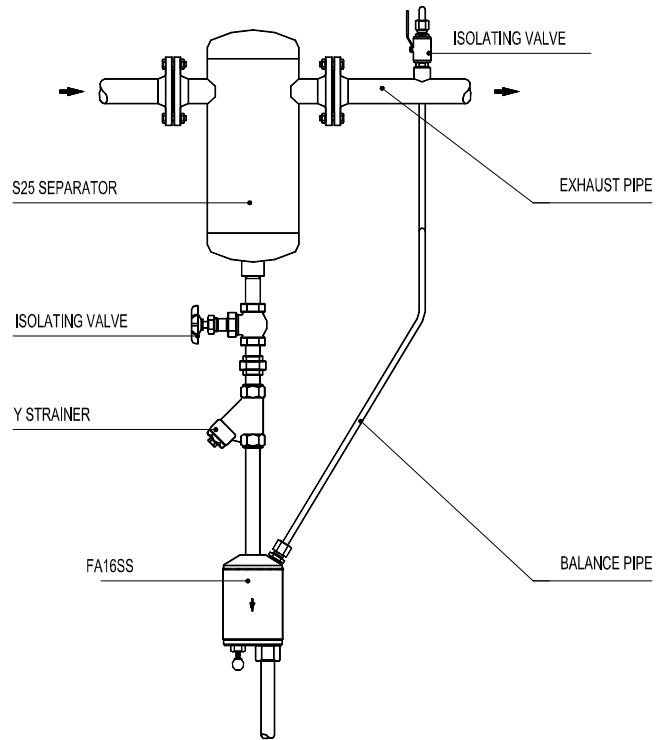 ISOLATING VALVE
S25 SEPARATOR
EXHAUST PIPE
ISOLATING VALVE
Y STRAINER
FA16SS
BALANCE PIPE